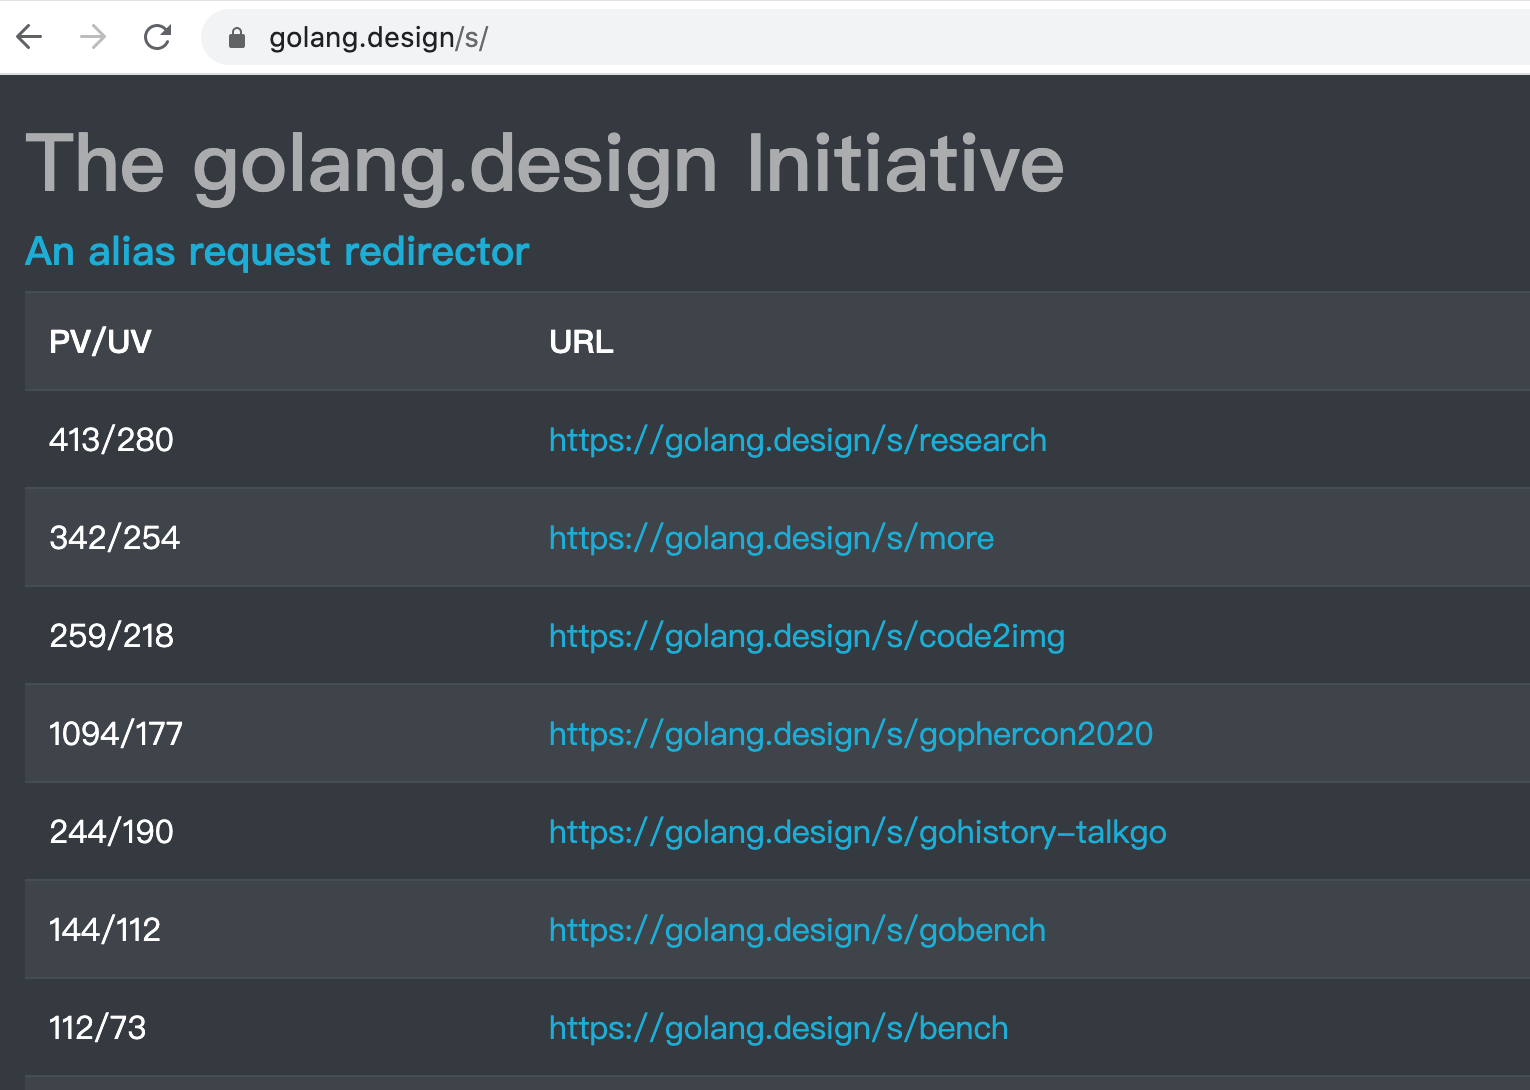 golang.design/s/
The golang.design Initiative
An alias request redirector
PV/UV URL
413/280 https://golang.design/s/research
342/254 https://golang.design/s/more
259/218 https://golang.design/s/code2img
1094/177 https://golang.design/s/gophercon2020
244/190 https://golang.design/s/gohistory-talkgo
144/112 https://golang.design/s/gobench
112/73 https://golang.design/s/bench